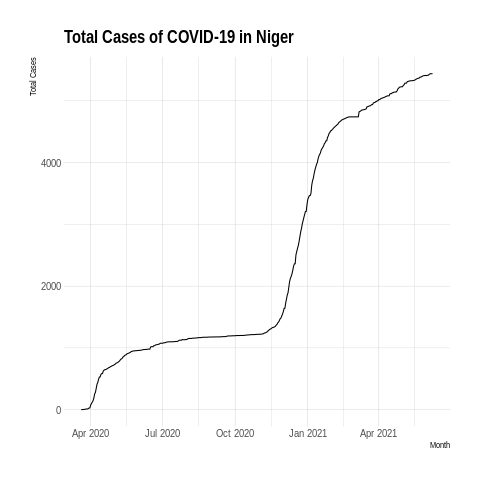 Total Cases of COVID-19 in Niger
Total Cases
4000
2000
0
Apr 2020 Jul 2020 Oct 2020 Jan 2021 Apr 2021
Month